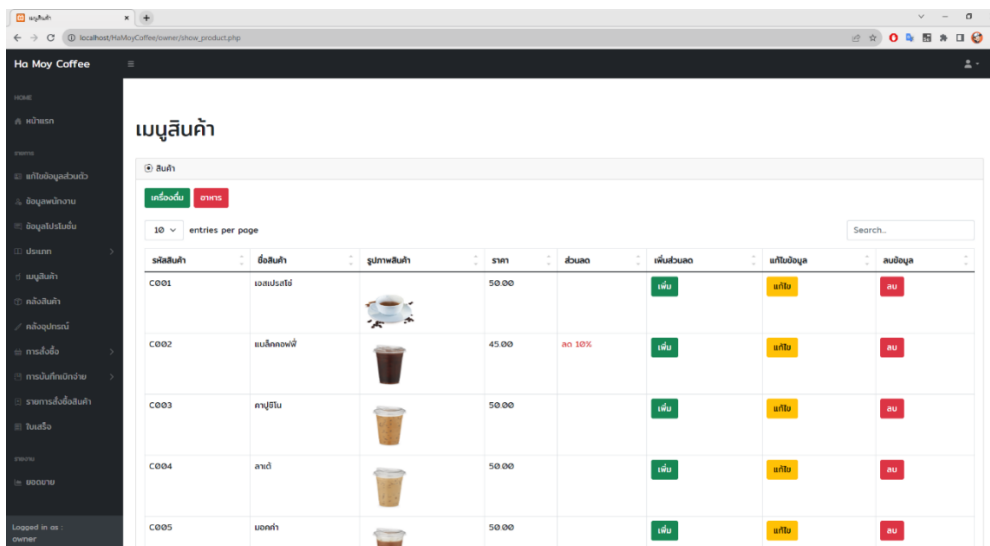 เมนูสินค้า
localhost/HaMoyCoffee/owner/show_product.php
Ha Moy Coffee
HOME
หน้าแรก
รายการ
แก้ไขข้อมูลส่วนตัว
ข้อมูลพนักงาน
ข้อมูลโปรโมชั่น
ประเภท
เมนูสินค้า
คลังสินค้า
คลังอุปกรณ์
การสั่งซื้อ
การบันทึกเบิกจ่าย
รายการสั่งซื้อสินค้า
ใบเสร็จ
รายงาน
ยอดขาย
Logged in as :
owner
เมนูสินค้า
สินค้า
เครื่องดื่ม อาหาร
10 entries per page Search...
รหัสสินค้า ชื่อสินค้า รูปภาพสินค้า ราคา ส่วนลด เพิ่มส่วนลด แก้ไขข้อมูล ลบข้อมูล
C001 เอสเปรสโซ่ 50.00 เพิ่ม แก้ไข ลบ
C002 แบล็คคอฟฟี่ 45.00 ลด 10% เพิ่ม แก้ไข ลบ
C003 คาปูชิโน 50.00 เพิ่ม แก้ไข ลบ
C004 ลาเต้ 50.00 เพิ่ม แก้ไข ลบ
C005 มอคค่า 50.00 เพิ่ม แก้ไข ลบ